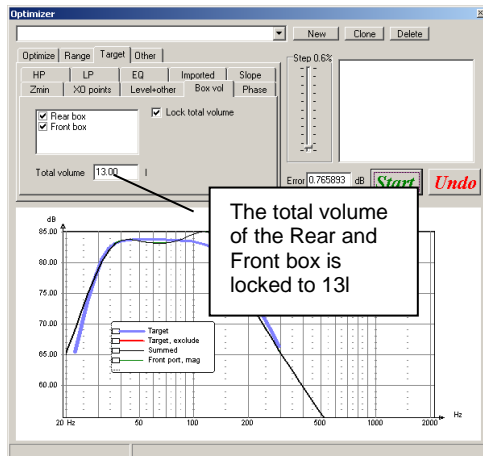 Optimizer
New Clone Delete
Optimize Range Target Other
HP LP EQ Imported Slope
Zmin XO points Level+other Box vol Phase
Rear box
Front box
Lock total volume
Total volume 13.00 l
Step 0.6%
Error 0.765893 dB Start Undo
The total volume
of the Rear and
Front box is
locked to 13l
dB
85.00
80.00
75.00
70.00
65.00
60.00
Target
Target, exclude
Summed
Front port, mag
...
20 Hz 50 100 200 500 1000 2000 Hz